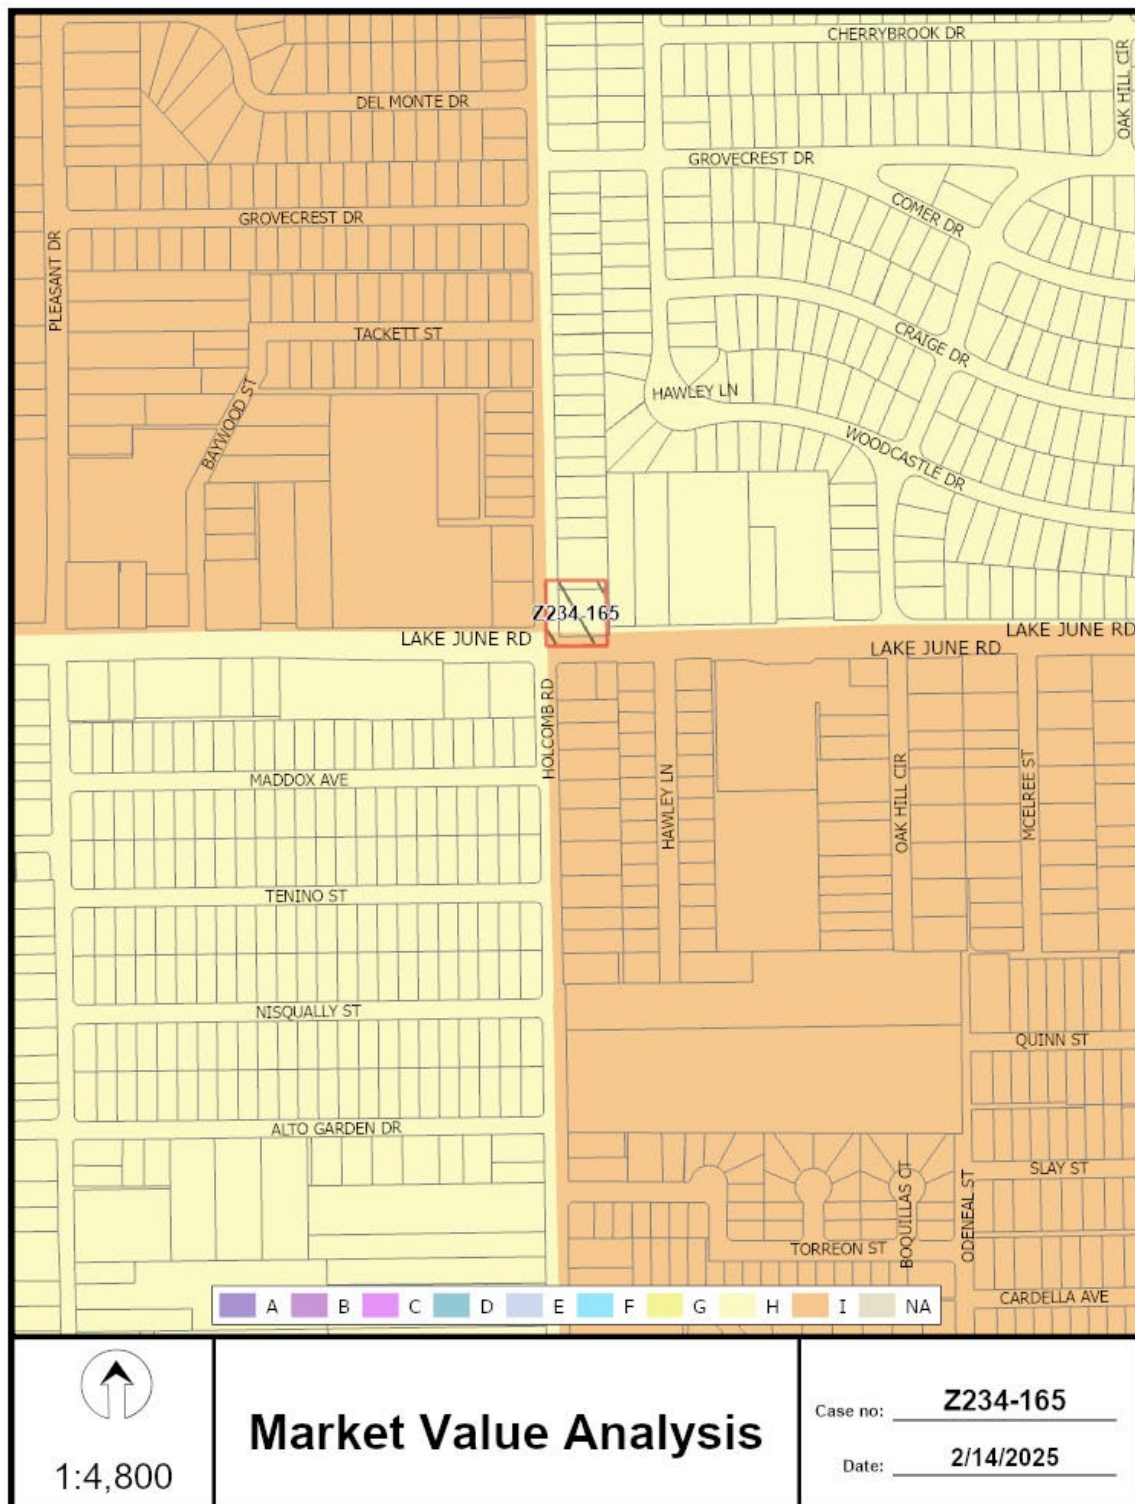 CHERRYBROOK DR
OAK HILL CIR
DEL MONTE DR
GROVECREST DR
COMER DR
GROVECREST DR
PLEASANT DR
TACKETT ST
CRAIGE DR
HAWLEY LN
BAYWOOD ST
WOODCASTLE DR
Z234-165
LAKE JUNE RD
LAKE JUNE RD
LAKE JUNE RD
HOLCOMB RD
MADDOX AVE
HAWLEY LN
OAK HILL CIR
MCELREE ST
TENINO ST
NISQUALLY ST
QUINN ST
ALTO GARDEN DR
SLAY ST
BOQUILLAS CT
ODENEAL ST
TORREON ST
CARDELLA AVE
A B C D E F G H I NA
1:4,800
Market Value Analysis
Case no: Z234-165
Date: 2/14/2025